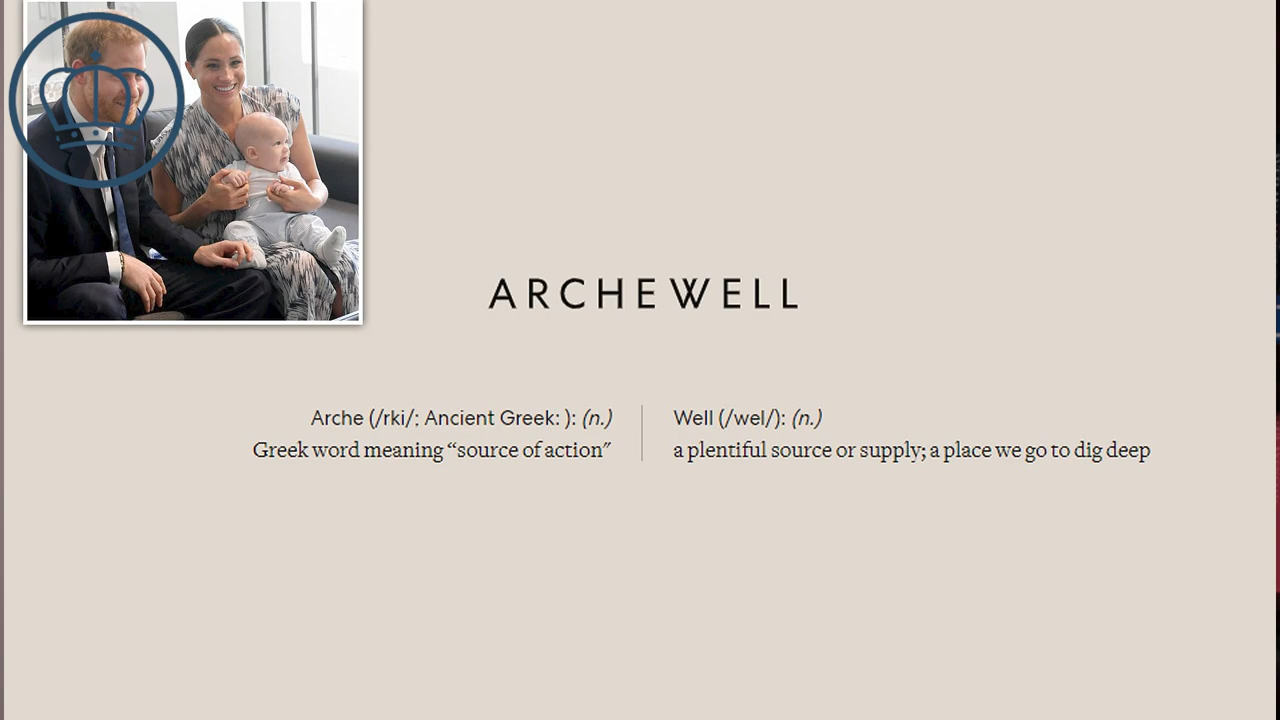 ARCHEWELL
Arche (/rki/; Ancient Greek: ): (n.)
Greek word meaning “source of action”
Well (/wel/): (n.)
a plentiful source or supply; a place we go to dig deep